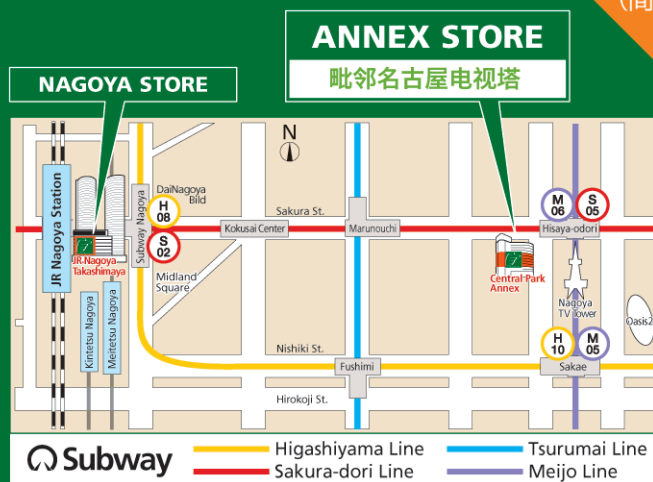 (間
ANNEX STORE
毗邻名古屋电视塔
NAGOYA STORE
N
JR Nagoya Station
DaiNagoya
Bild
Subway Nagoya
H
08
S
02
Sakura St.
Kokusai Center
Marunouchi
M
06
S
05
Hisaya-odori
JR Nagoya
Takashimaya
Central Park
Annex
Midland
Square
Kintetsu Nagoya
Meitetsu Nagoya
Nagoya
TV Tower
Oasis2
Nishiki St.
Fushimi
H
10
M
05
Sakae
Hirokoji St.
Subway
Higashiyama Line
Tsurumai Line
Sakura-dori Line
Meijo Line